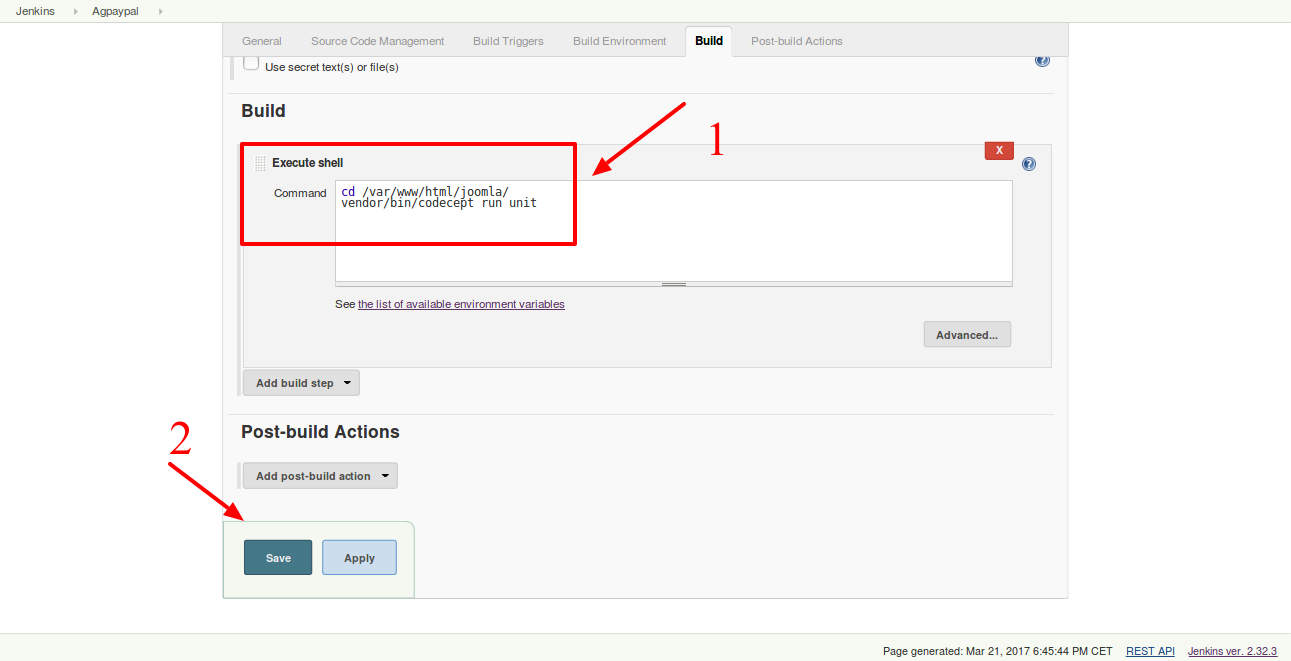 Jenkins Agpaypal
General Source Code Management Build Triggers Build Environment Build Post-build Actions
Use secret text(s) or file(s) ?
Build
1
X
Execute shell ?
Command cd /var/www/html/joomla/
vendor/bin/codecept run unit
See the list of available environment variables
Advanced...
Add build step
2
Post-build Actions
Add post-build action
Save Apply
Page generated: Mar 21, 2017 6:45:44 PM CET REST API Jenkins ver. 2.32.3